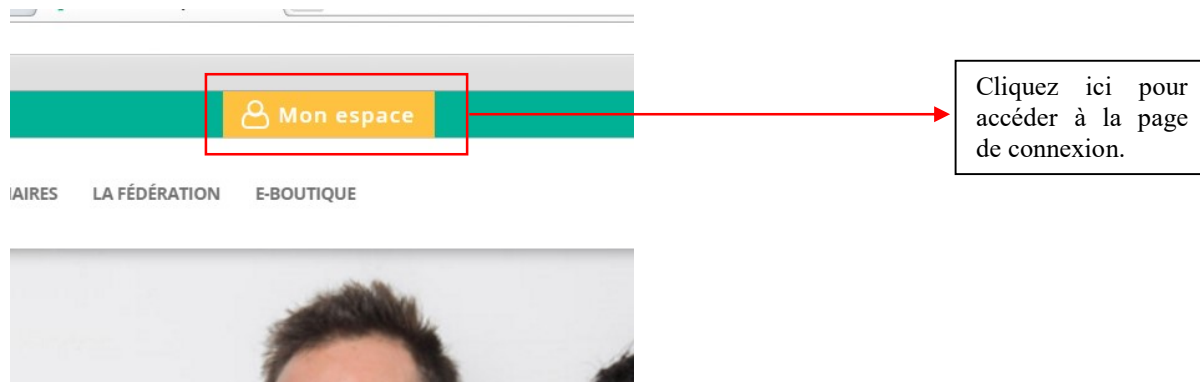 Mon espace
Cliquez ici pour
accéder à la page
de connexion.
AIRES LA FÉDÉRATION E-BOUTIQUE